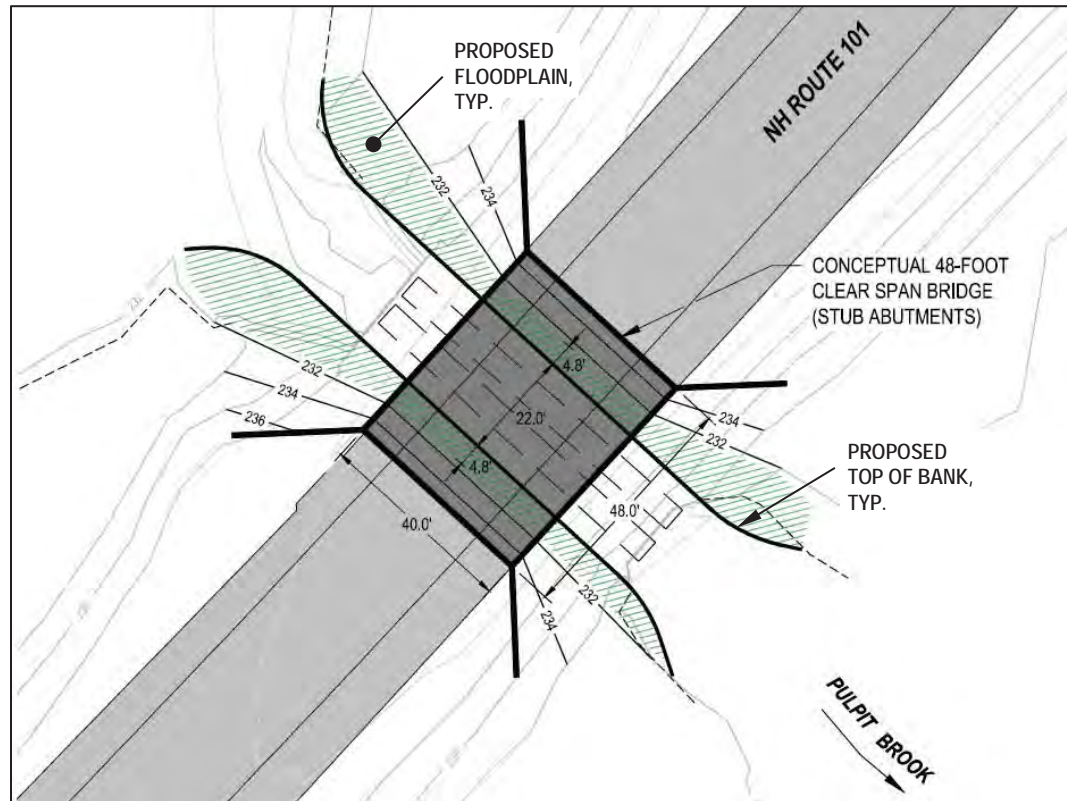 PROPOSED
FLOODPLAIN,
TYP.
NH ROUTE 101
232
234
CONCEPTUAL 48-FOOT
CLEAR SPAN BRIDGE
(STUB ABUTMENTS)
4.8'
22.0'
4.8'
232
234
236
234
232
PROPOSED
TOP OF BANK,
TYP.
48.0'
40.0'
232
234
PULPIT BROOK